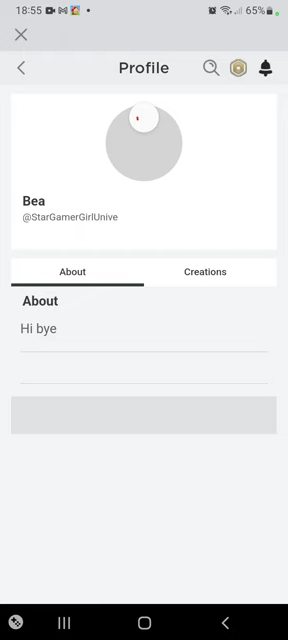 18:55
65%
Profile
Bea
@StarGamerGirlUnive
About
Creations
About
Hi bye